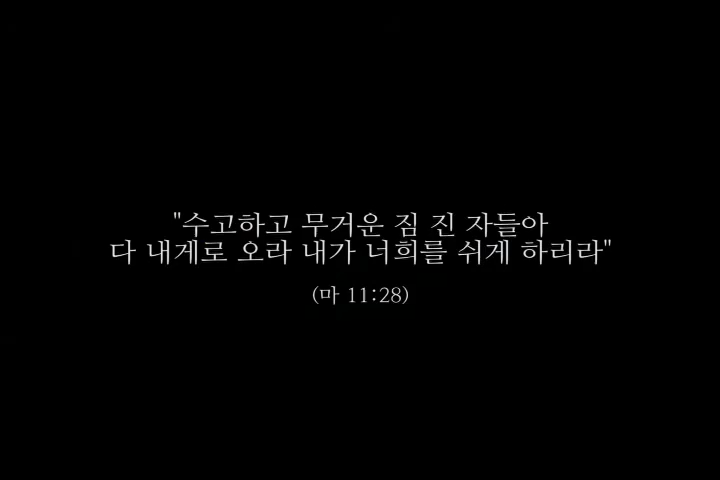 "수고하고 무거운 짐 진 자들아
다 내게로 오라 내가 너희를 쉬게 하리라"
(마 11:28)